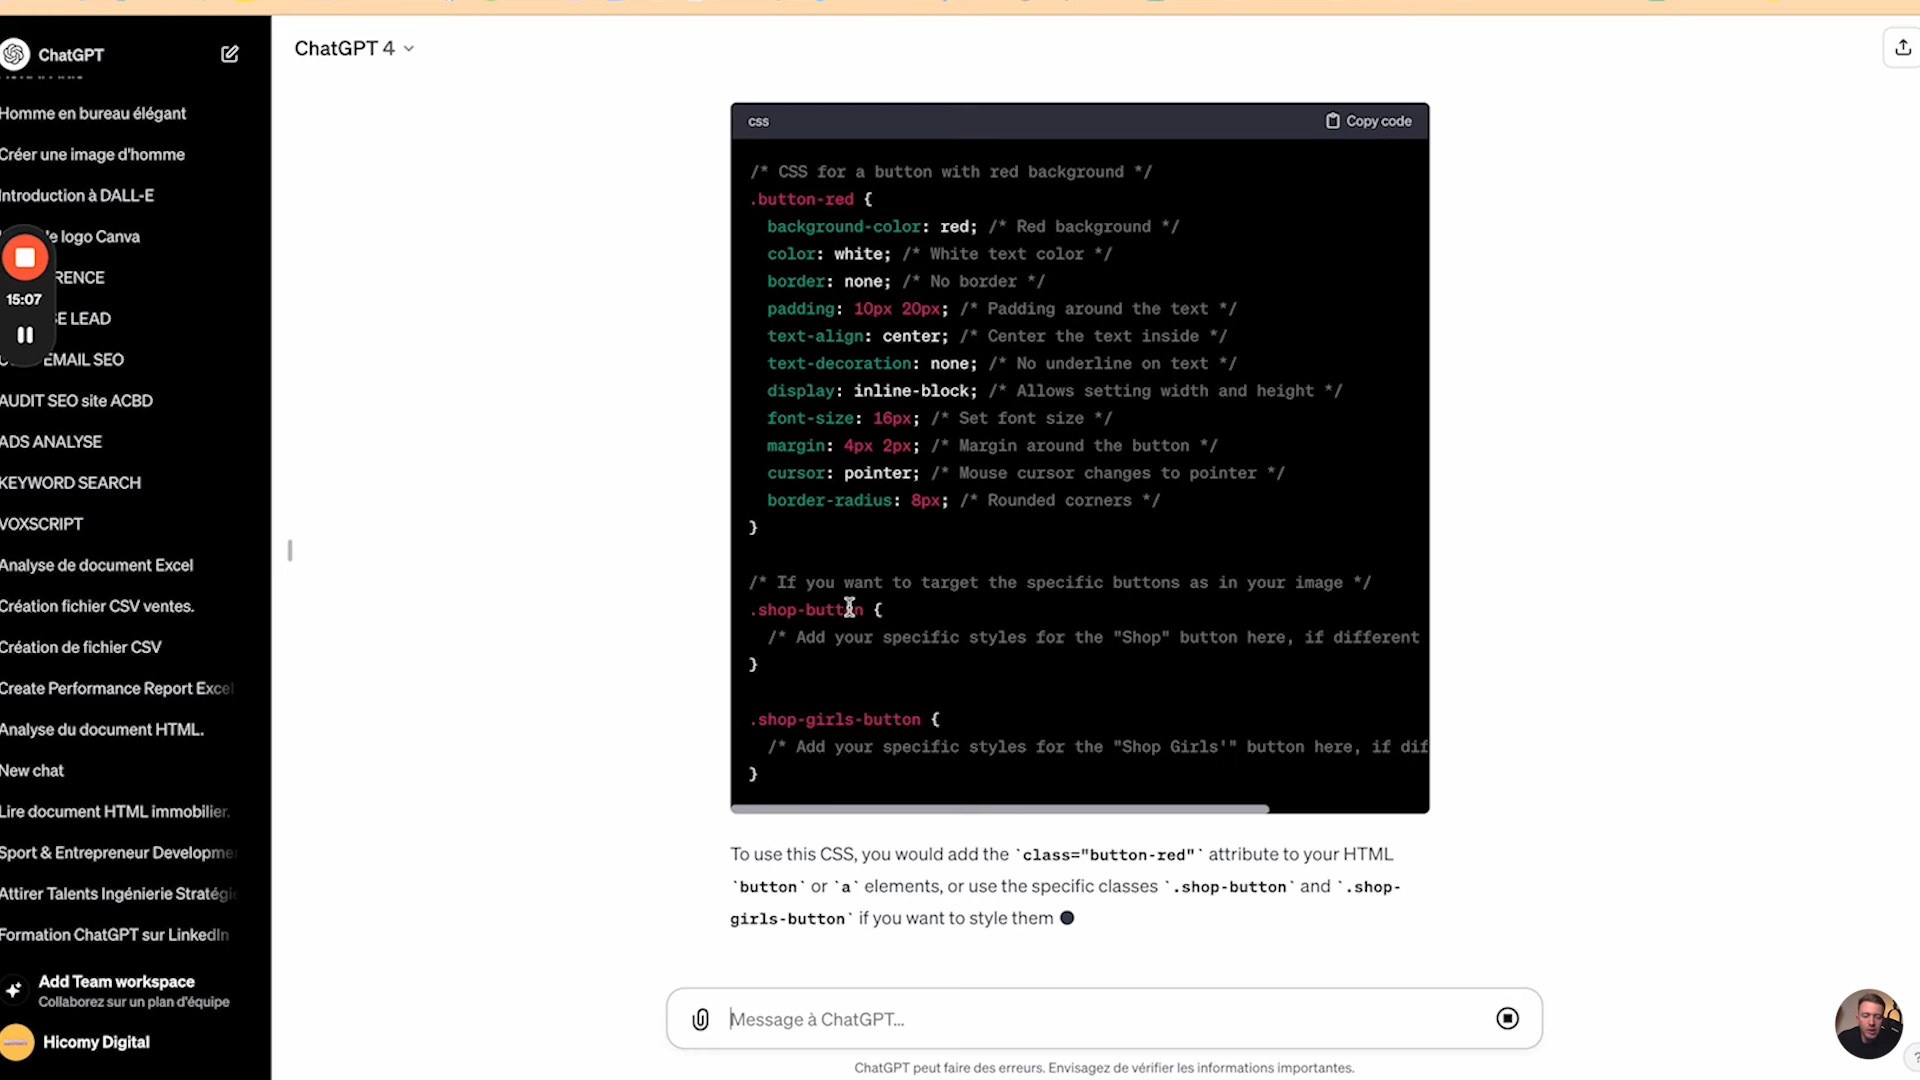 ChatGPT
Homme en bureau élégant
Créer une image d'homme
Introduction à DALL-E
logo Canva
15:07
LEAD
EMAIL SEO
AUDIT SEO site ACBD
ADS ANALYSE
KEYWORD SEARCH
VOXSCRIPT
Analyse de document Excel
Création fichier CSV ventes.
Création de fichier CSV
Create Performance Report Excel
Analyse du document HTML.
New chat
Lire document HTML immobilier.
Sport & Entrepreneur Developme
Attirer Talents Ingénierie Stratégi
Formation ChatGPT sur LinkedIn
Add Team workspace
Collaborez sur un plan d'équipe
Hicomy Digital
ChatGPT 4
css
Copy code
/* CSS for a button with red background */
.button-red {
background-color: red; /* Red background */
color: white; /* White text color */
border: none; /* No border */
padding: 10px 20px; /* Padding around the text */
text-align: center; /* Center the text inside */
text-decoration: none; /* No underline on text */
display: inline-block; /* Allows setting width and height */
font-size: 16px; /* Set font size */
margin: 4px 2px; /* Margin around the button */
cursor: pointer; /* Mouse cursor changes to pointer */
border-radius: 8px; /* Rounded corners */
}
/* If you want to target the specific buttons as in your image */
.shop-button {
/* Add your specific styles for the "Shop" button here, if different
}
.shop-girls-button {
/* Add your specific styles for the "Shop Girls'" button here, if dif
}
To use this CSS, you would add the `class="button-red"` attribute to your HTML
`button` or `a` elements, or use the specific classes `.shop-button` and `.shop-
girls-button` if you want to style them
Message à ChatGPT...
ChatGPT peut faire des erreurs. Envisagez de vérifier les informations importantes.
?